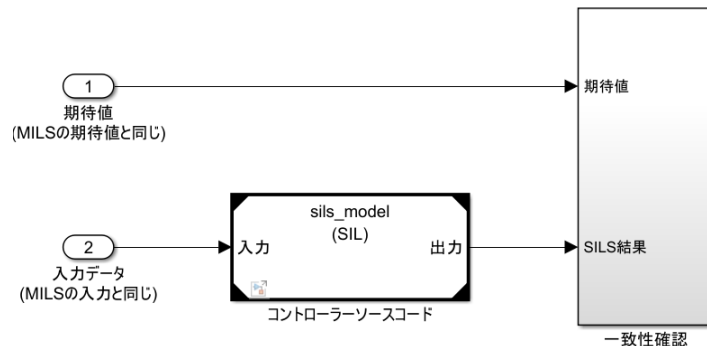 1
期待値
(MILSの期待値と同じ)
期待値
sils_model
(SIL)
2
入力データ
(MILSの入力と同じ)
入力
出力
SILS結果
コントローラーソースコード
一致性確認